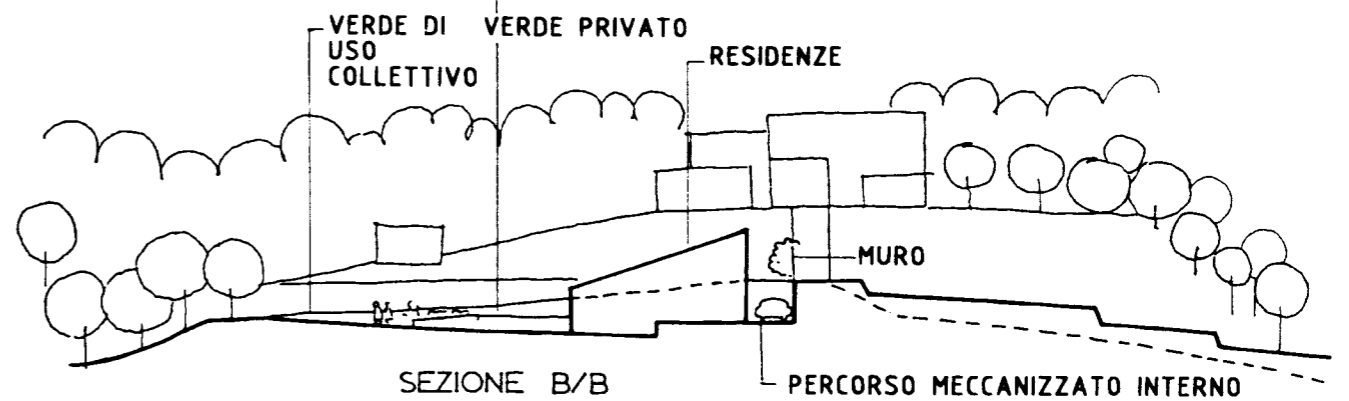 VERDE DI
USO
COLLETTIVO
VERDE PRIVATO
RESIDENZE
MURO
SEZIONE B/B
PERCORSO MECCANIZZATO INTERNO